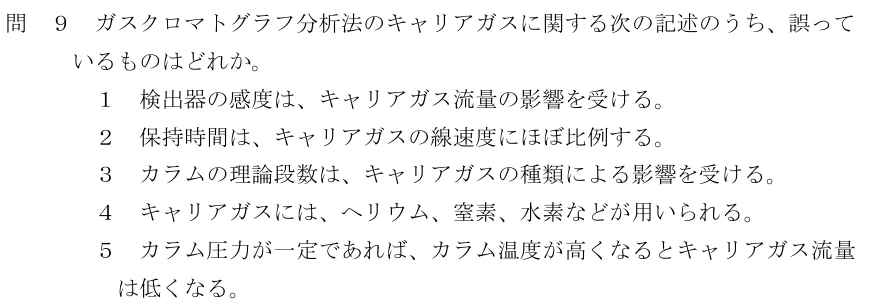 問　９　ガスクロマトグラフ分析法のキャリアガスに関する次の記述のうち、誤って
いるものはどれか。
１　検出器の感度は、キャリアガス流量の影響を受ける。
２　保持時間は、キャリアガスの線速度にほぼ比例する。
３　カラムの理論段数は、キャリアガスの種類による影響を受ける。
４　キャリアガスには、ヘリウム、窒素、水素などが用いられる。
５　カラム圧力が一定であれば、カラム温度が高くなるとキャリアガス流量
は低くなる。